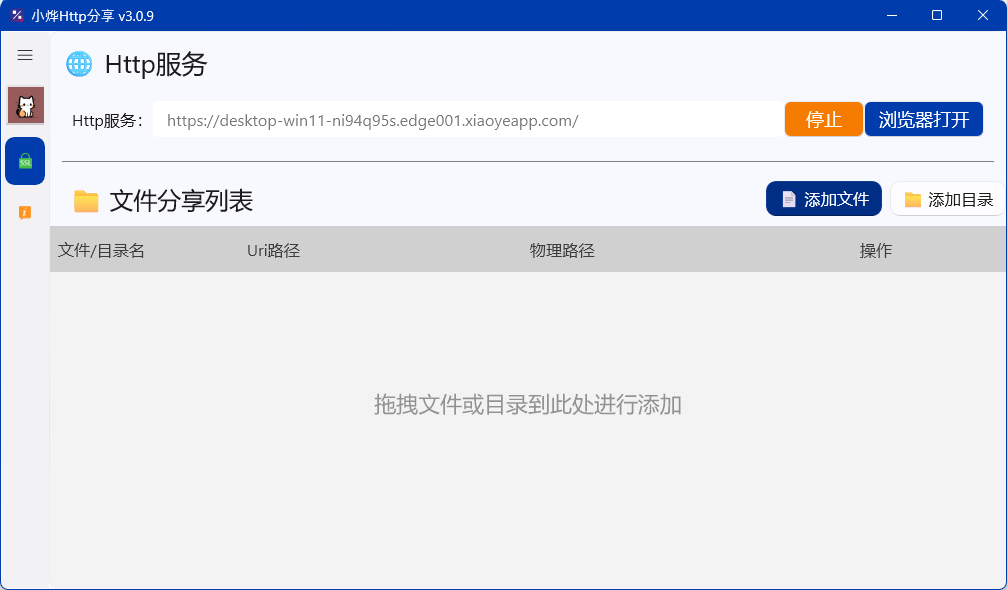 小烨Http分享 v3.0.9
Http服务
Http服务： https://desktop-win11-ni94q95s.edge001.xiaoyeapp.com/ 停止 浏览器打开
SSL
文件分享列表 添加文件 添加目录
文件/目录名 Uri路径 物理路径 操作
拖拽文件或目录到此处进行添加